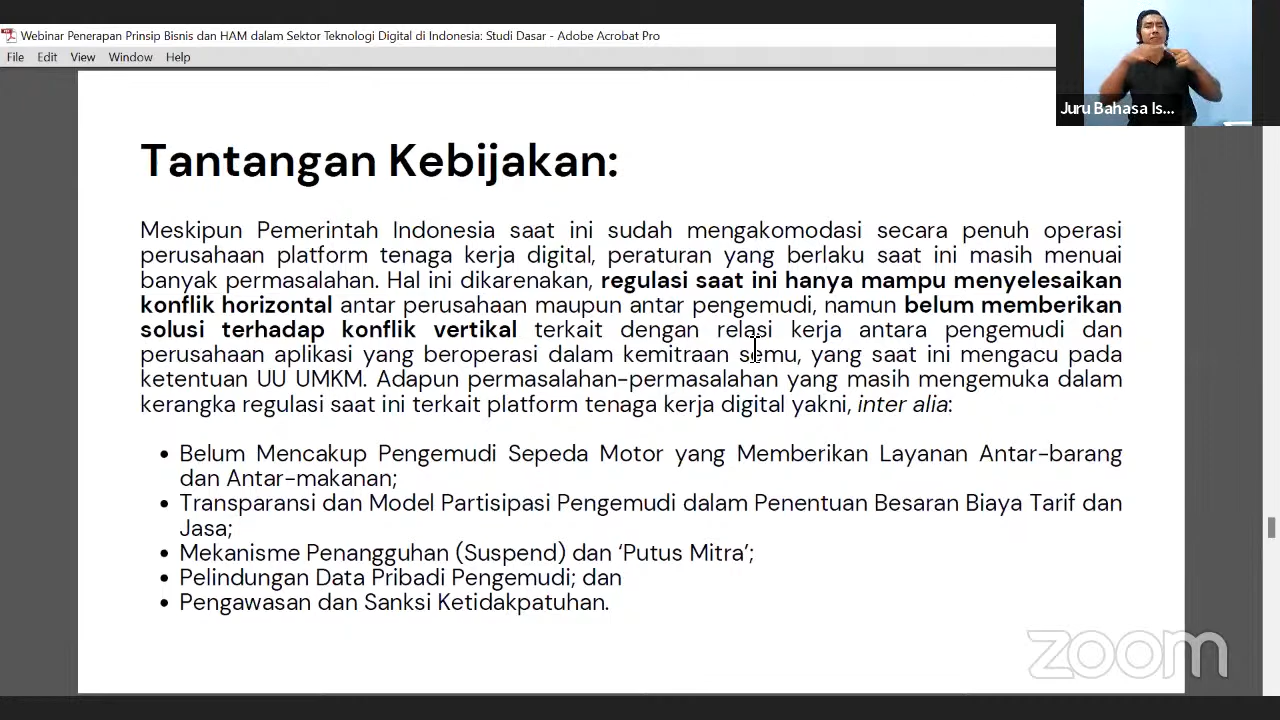 Webinar Penerapan Prinsip Bisnis dan HAM dalam Sektor Teknologi Digital di Indonesia: Studi Dasar - Adobe Acrobat Pro
File Edit View Window Help
Juru Bahasa Is...
Tantangan Kebijakan:
Meskipun Pemerintah Indonesia saat ini sudah mengakomodasi secara penuh operasi
perusahaan platform tenaga kerja digital, peraturan yang berlaku saat ini masih menuai
banyak permasalahan. Hal ini dikarenakan, regulasi saat ini hanya mampu menyelesaikan
konflik horizontal antar perusahaan maupun antar pengemudi, namun belum memberikan
solusi terhadap konflik vertikal terkait dengan relasi kerja antara pengemudi dan
perusahaan aplikasi yang beroperasi dalam kemitraan semu, yang saat ini mengacu pada
ketentuan UU UMKM. Adapun permasalahan-permasalahan yang masih mengemuka dalam
kerangka regulasi saat ini terkait platform tenaga kerja digital yakni, inter alia:
• Belum Mencakup Pengemudi Sepeda Motor yang Memberikan Layanan Antar-barang
dan Antar-makanan;
• Transparansi dan Model Partisipasi Pengemudi dalam Penentuan Besaran Biaya Tarif dan
Jasa;
• Mekanisme Penangguhan (Suspend) dan ‘Putus Mitra’;
• Pelindungan Data Pribadi Pengemudi; dan
• Pengawasan dan Sanksi Ketidakpatuhan.
zoom